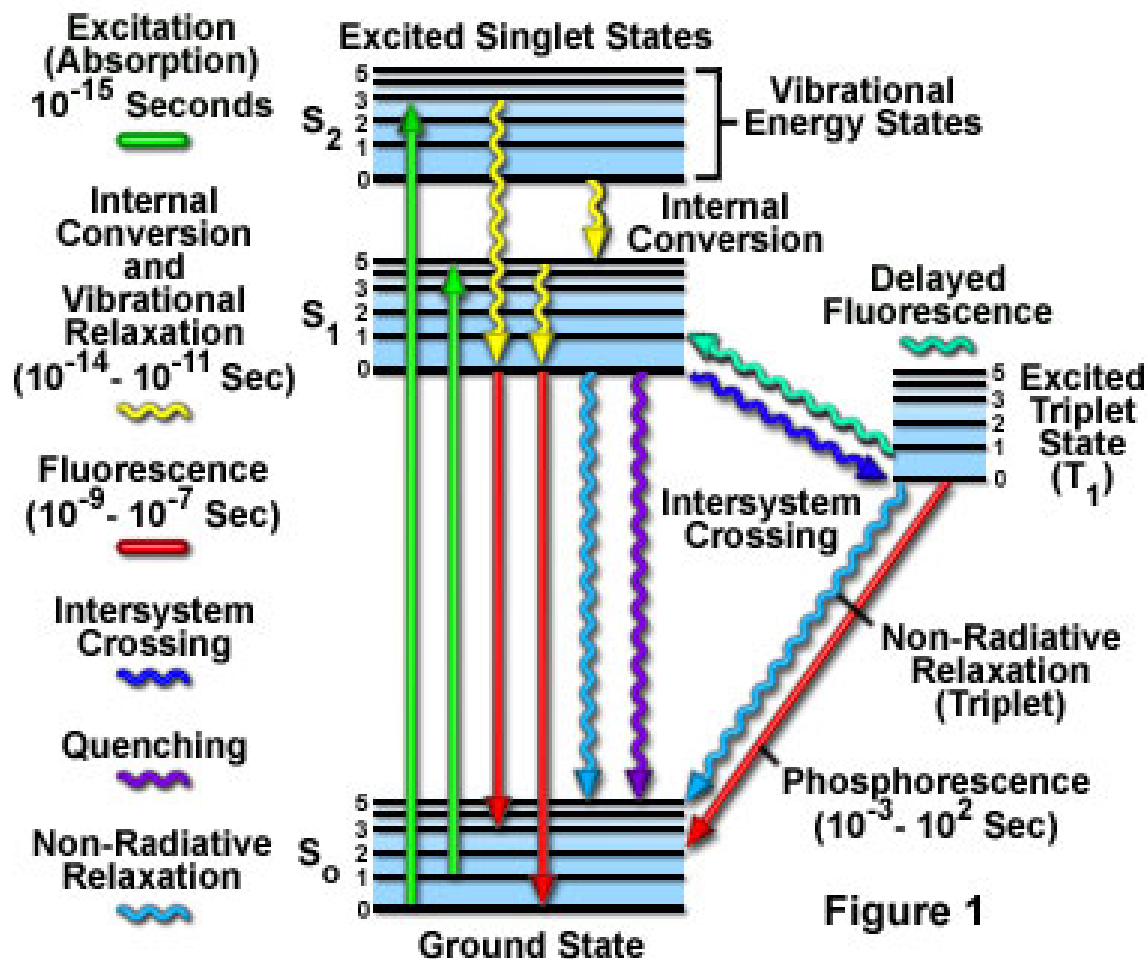 Excitation
(Absorption)
10⁻¹⁵ Seconds
Internal
Conversion
and
Vibrational
Relaxation
(10⁻¹⁴ - 10⁻¹¹ Sec)
Fluorescence
(10⁻⁹ - 10⁻⁷ Sec)
Intersystem
Crossing
Quenching
Non-Radiative
Relaxation
Excited Singlet States
S₂
5
3
2
1
0
Vibrational
Energy States
Internal
Conversion
S₁
5
3
2
1
0
Delayed
Fluorescence
5
3
2
1
0
Excited
Triplet
State
(T₁)
Intersystem
Crossing
Non-Radiative
Relaxation
(Triplet)
Phosphorescence
(10⁻³ - 10² Sec)
S₀
5
3
2
1
0
Ground State
Figure 1